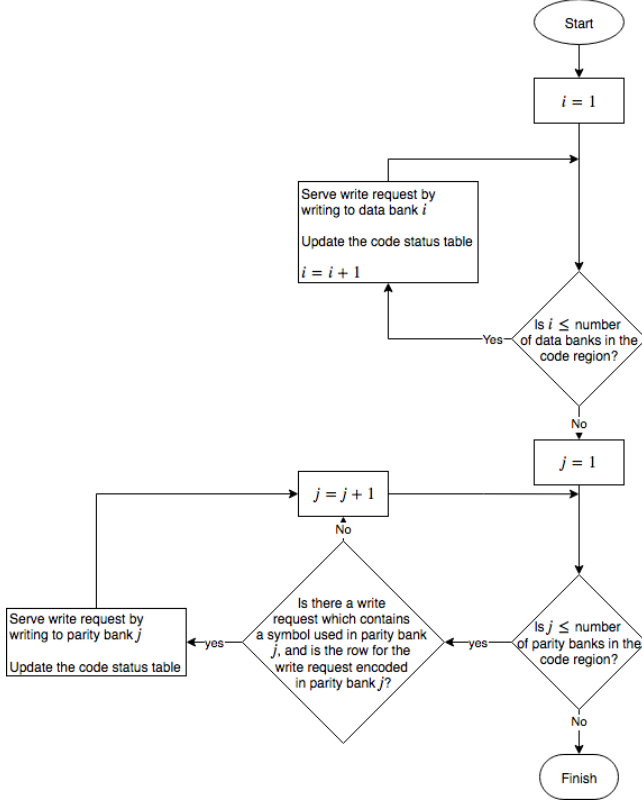 Start
i = 1
Serve write request by
writing to data bank i
Update the code status table
i = i + 1
Is i ≤ number
of data banks in the
code region?
Yes
No
j = 1
j = j + 1
No
Is there a write
request which contains
a symbol used in parity bank
j, and is the row for the
write request encoded
in parity bank j?
Serve write request by
writing to parity bank j
Update the code status table
yes
yes
Is j ≤ number
of parity banks in the
code region?
No
Finish